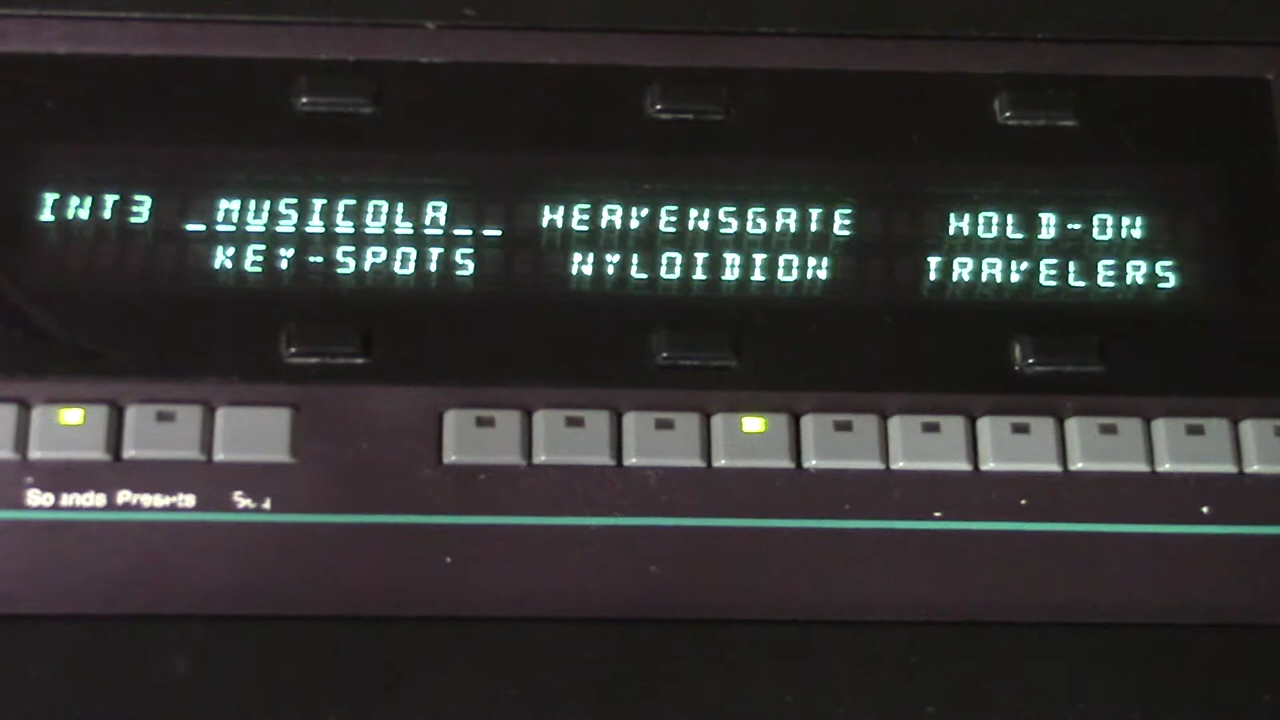 INT3 _MUSICOLA__ HEAVENSGATE HOLD-ON
KEY-SPOTS NYLOIDION TRAVELERS
Sounds Presets